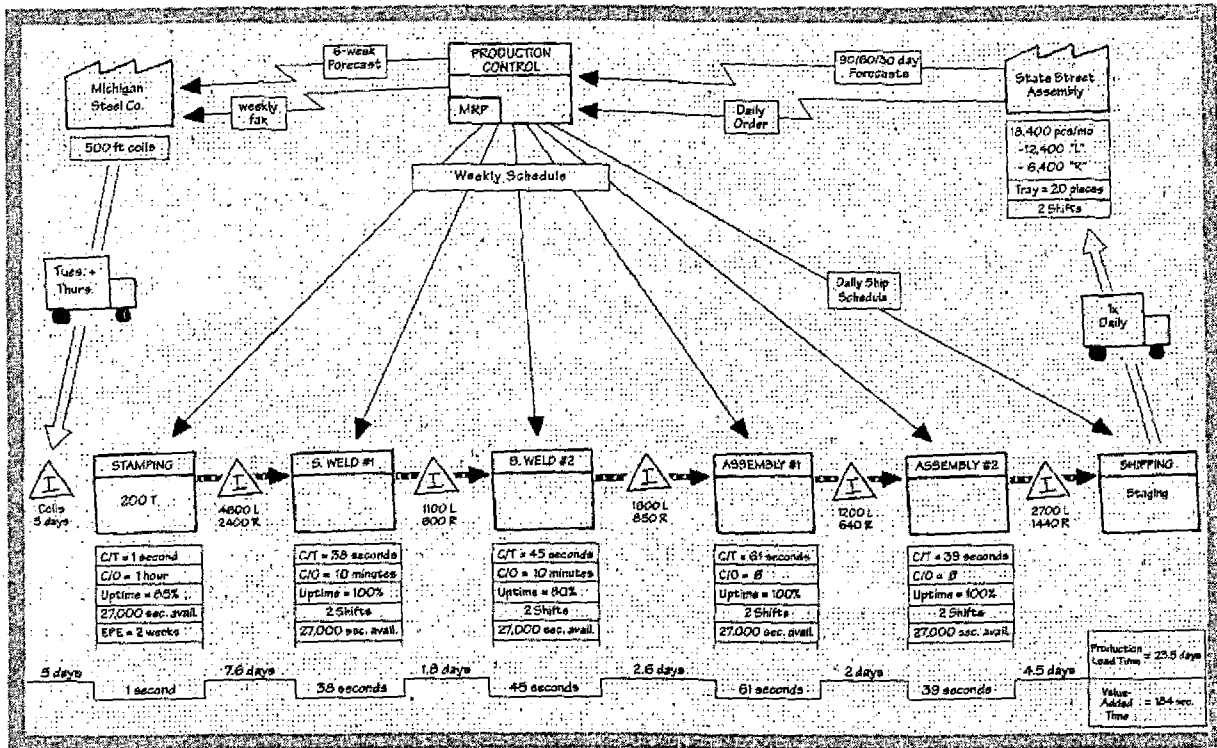 Michigan
Steel Co.
500 ft coils
6-week
Forecast
weekly
fax
PRODUCTION
CONTROL
MRP
90/60/30 day
Forecasts
Daily
Order
State Street
Assembly
18,400 pcs/mo
-12,400 "L"
- 6,400 "R"
Tray = 20 pieces
2 Shifts
Weekly Schedule
Tues. +
Thurs.
Daily Ship
Schedule
1x
Daily
I
Coils
5 days
STAMPING
200 T.
I
4600 L
2400 R
S. WELD #1
I
1100 L
600 R
S. WELD #2
I
1600 L
850 R
ASSEMBLY #1
I
1200 L
640 R
ASSEMBLY #2
I
2700 L
1440 R
SHIPPING
Staging
C/T = 1 second
C/O = 1 hour
Uptime = 85%
27,000 sec. avail.
EPE = 2 weeks
C/T = 38 seconds
C/O = 10 minutes
Uptime = 100%
2 Shifts
27,000 sec. avail.
C/T = 45 seconds
C/O = 10 minutes
Uptime = 80%
2 Shifts
27,000 sec. avail.
C/T = 61 seconds
C/O = Ø
Uptime = 100%
2 Shifts
27,000 sec. avail.
C/T = 39 seconds
C/O = Ø
Uptime = 100%
2 Shifts
27,000 sec. avail.
5 days
1 second
7.6 days
38 seconds
1.8 days
45 seconds
2.6 days
61 seconds
2 days
39 seconds
4.5 days
Production
Lead Time = 23.5 days
Value-
Added = 184 sec.
Time